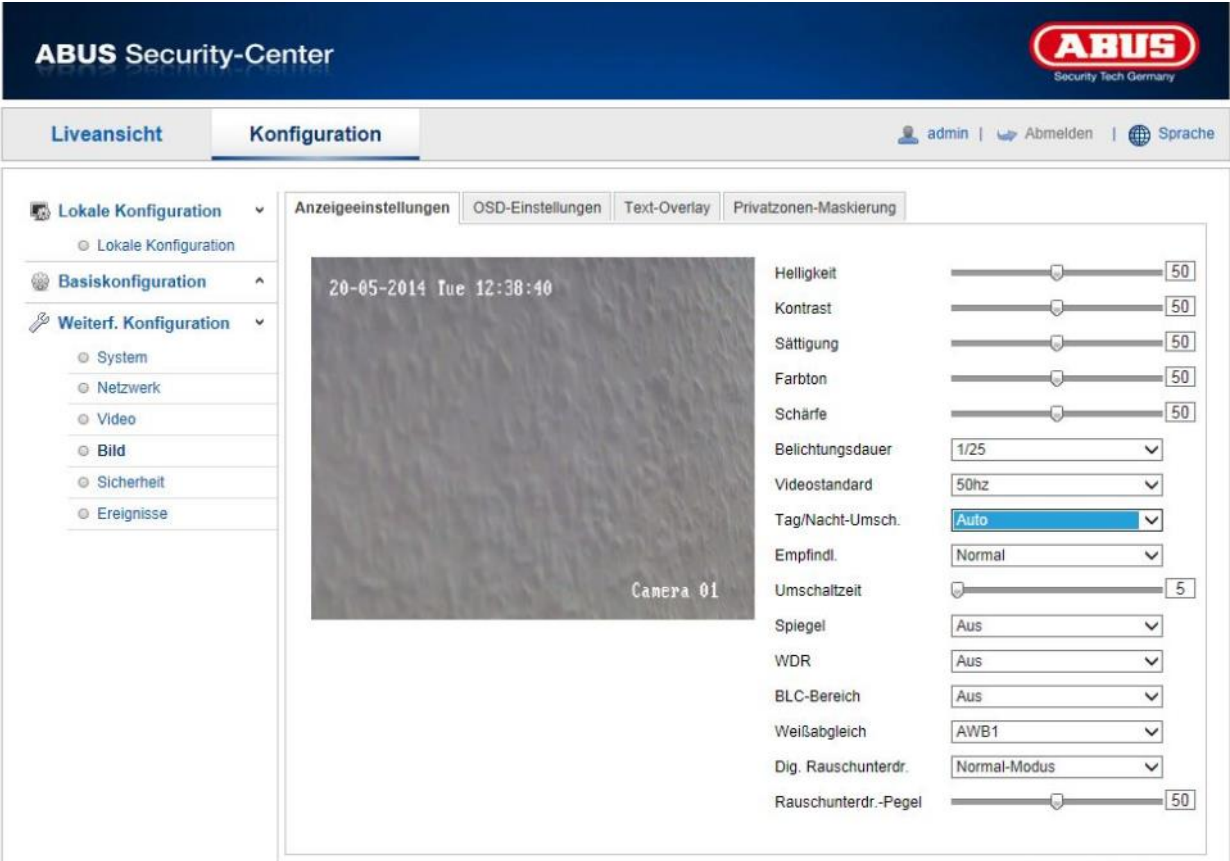 ABUS Security-Center
ABUS
Security Tech Germany
Liveansicht
Konfiguration
admin | Abmelden | Sprache
Lokale Konfiguration
Lokale Konfiguration
Basiskonfiguration
Weiterf. Konfiguration
System
Netzwerk
Video
Bild
Sicherheit
Ereignisse
Anzeigeeinstellungen
OSD-Einstellungen
Text-Overlay
Privatzonen-Maskierung
20-05-2014 Tue 12:38:40
Camera 01
Helligkeit 50
Kontrast 50
Sättigung 50
Farbton 50
Schärfe 50
Belichtungsdauer 1/25
Videostandard 50hz
Tag/Nacht-Umsch. Auto
Empfindl. Normal
Umschaltzeit 5
Spiegel Aus
WDR Aus
BLC-Bereich Aus
Weißabgleich AWB1
Dig. Rauschunterdr. Normal-Modus
Rauschunterdr.-Pegel 50